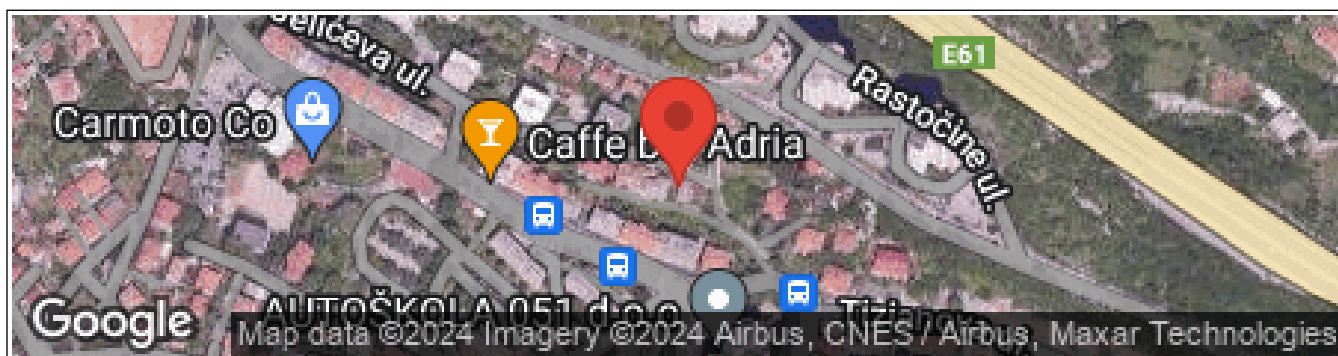 E61
elićeva ul.
Rastočine ul.
Carmoto Co
Caffe b Adria
AUTOŠKOLA 051 d.o.o
Google
Map data ©2024 Imagery ©2024 Airbus, CNES / Airbus, Maxar Technologies